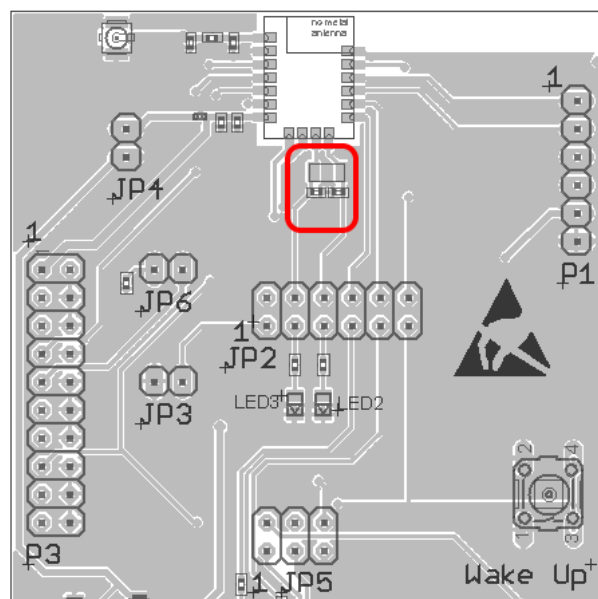 no metal
antenna
1
JP4
1
P1
JP6
1
JP2
JP3
LED3
LED2
2
4
P3
1
3
1
JP5
Wake Up